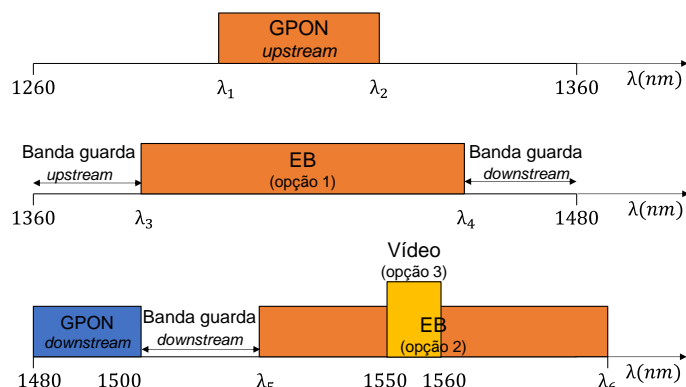 GPON
upstream
1260
λ₁
λ₂
1360
λ(nm)
Banda guarda
upstream
EB
(opção 1)
Banda guarda
downstream
1360
λ₃
λ₄
1480
λ(nm)
Vídeo
(opção 3)
GPON
downstream
Banda guarda
downstream
EB
(opção 2)
1480
1500
λ₅
1550
1560
λ₆
λ(nm)